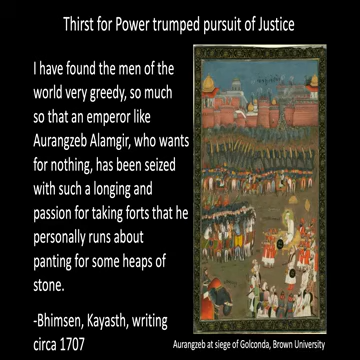 Thirst for Power trumped pursuit of Justice
I have found the men of the
world very greedy, so much
so that an emperor like
Aurangzeb Alamgir, who wants
for nothing, has been seized
with such a longing and
passion for taking forts that he
personally runs about
panting for some heaps of
stone.
-Bhimsen, Kayasth, writing
circa 1707
Aurangzeb at siege of Golconda, Brown University